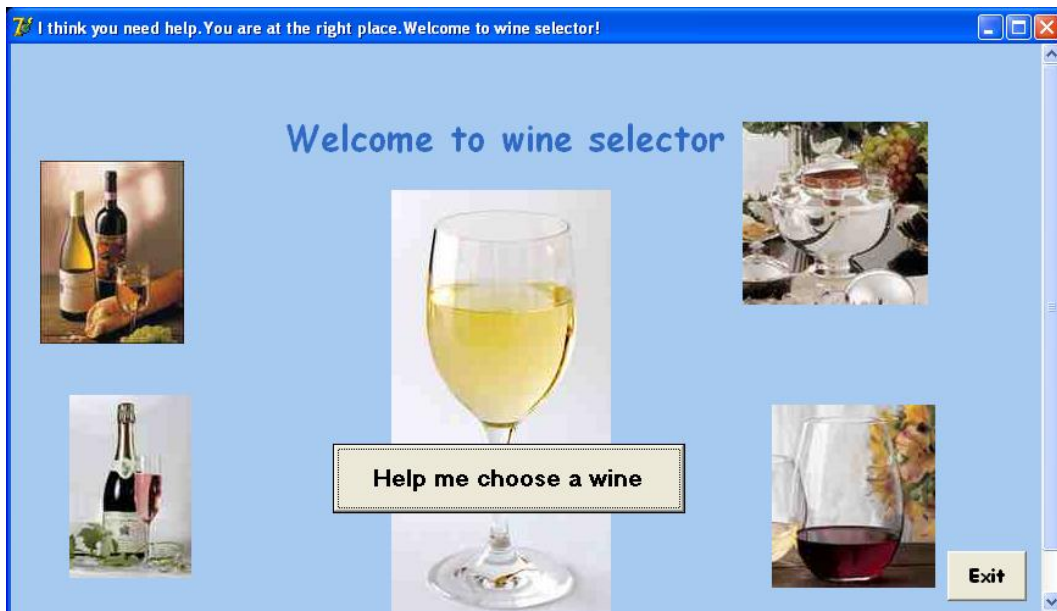 I think you need help.You are at the right place.Welcome to wine selector!
Welcome to wine selector
Help me choose a wine
Exit